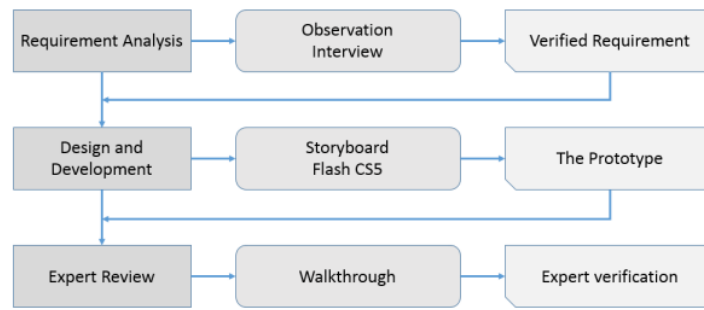 Requirement Analysis
Observation
Interview
Verified Requirement
Design and
Development
Storyboard
Flash CS5
The Prototype
Expert Review
Walkthrough
Expert verification